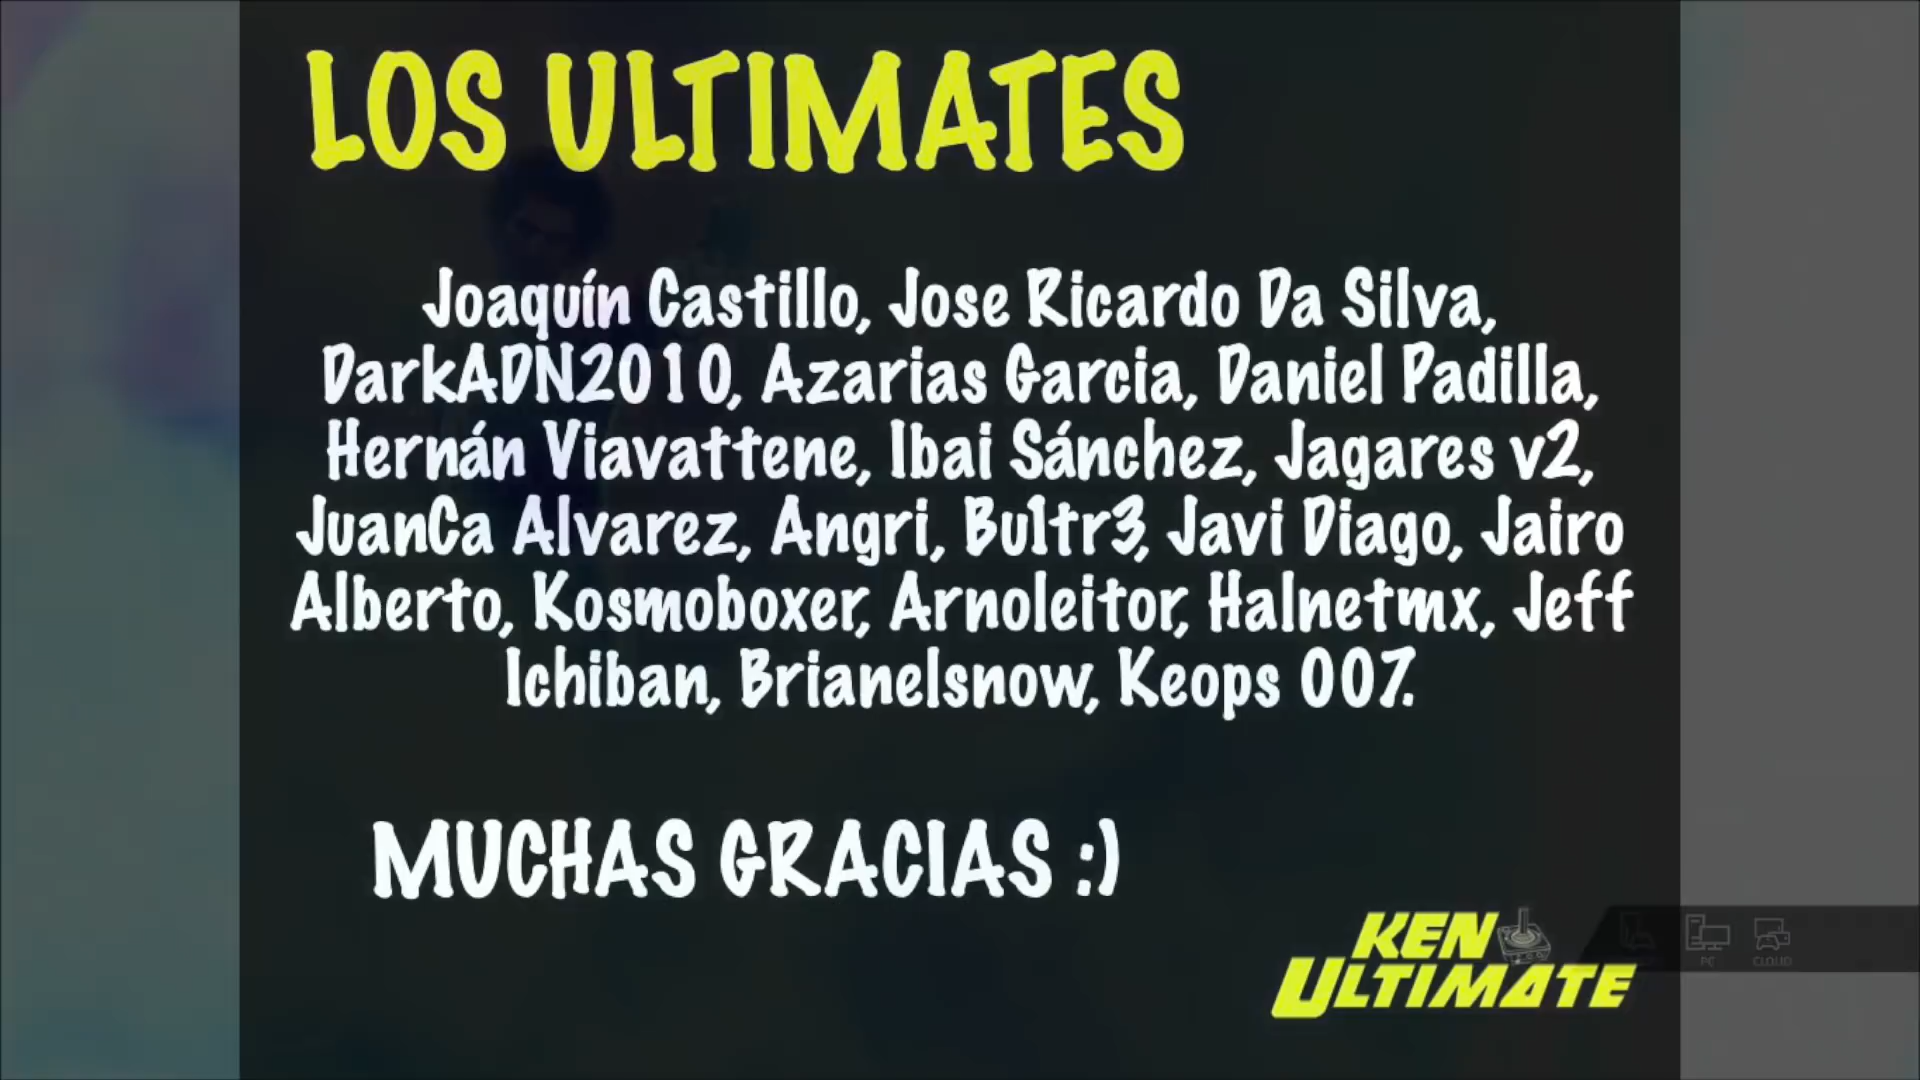 LOS ULTIMATES
Joaquín Castillo, Jose Ricardo Da Silva,
DarkADN2010, Azarias Garcia, Daniel Padilla,
Hernán Viavattene, Ibai Sánchez, Jagares v2,
JuanCa Alvarez, Angri, Bu1tr3, Javi Diago, Jairo
Alberto, Kosmoboxer, Arnoleitor, Halnetmx, Jeff
Ichiban, Brianelsnow, Keops 007.
MUCHAS GRACIAS :)
KEN
ULTIMATE
PC CLOUD